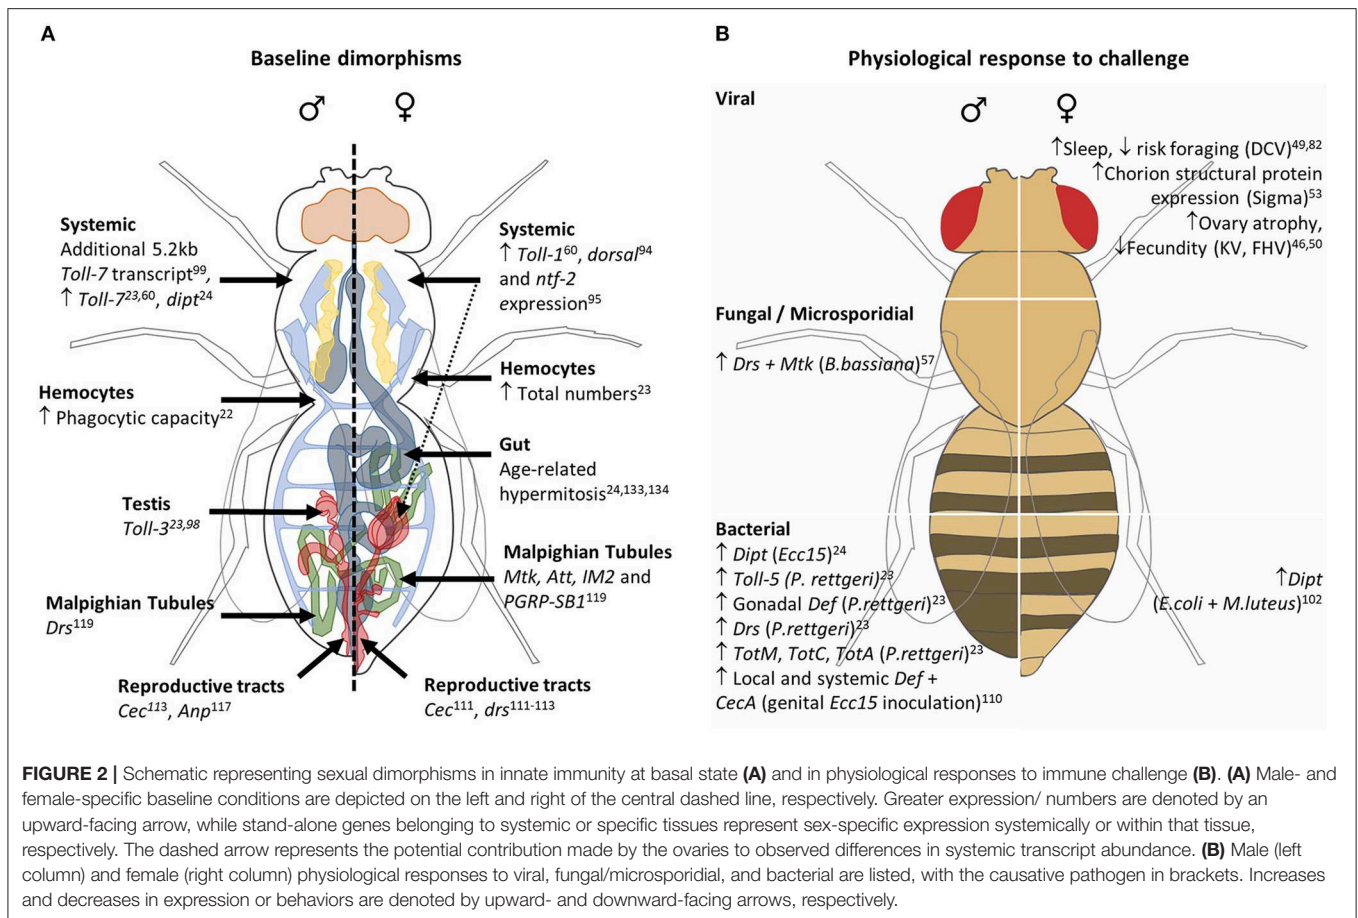 A
Baseline dimorphisms
♂ ♀
Systemic
Additional 5.2kb
Toll-7 transcript99,
↑ Toll-723,60, dipt24
Hemocytes
↑ Phagocytic capacity22
Testis
Toll-323,98
Malpighian Tubules
Drs119
Reproductive tracts
Cec113, Anp117
Systemic
↑ Toll-160, dorsal94
and ntf-2
expression95
Hemocytes
↑ Total numbers23
Gut
Age-related
hypermitosis24,133,134
Malpighian Tubules
Mtk, Att, IM2 and
PGRP-SB1119
Reproductive tracts
Cec111, drs111-113
B
Physiological response to challenge
♂ ♀
Viral
↑Sleep, ↓ risk foraging (DCV)49,82
↑Chorion structural protein
expression (Sigma)53
↑Ovary atrophy,
↓Fecundity (KV, FHV)46,50
Fungal / Microsporidial
↑ Drs + Mtk (B.bassiana)57
Bacterial
↑ Dipt (Ecc15)24
↑ Toll-5 (P. rettgeri)23
↑ Gonadal Def (P.rettgeri)23
↑ Drs (P.rettgeri)23
↑ TotM, TotC, TotA (P.rettgeri)23
↑ Local and systemic Def +
CecA (genital Ecc15 inoculation)110
↑Dipt
(E.coli + M.luteus)102
FIGURE 2 | Schematic representing sexual dimorphisms in innate immunity at basal state (A) and in physiological responses to immune challenge (B). (A) Male- and
female-specific baseline conditions are depicted on the left and right of the central dashed line, respectively. Greater expression/ numbers are denoted by an
upward-facing arrow, while stand-alone genes belonging to systemic or specific tissues represent sex-specific expression systemically or within that tissue,
respectively. The dashed arrow represents the potential contribution made by the ovaries to observed differences in systemic transcript abundance. (B) Male (left
column) and female (right column) physiological responses to viral, fungal/microsporidial, and bacterial are listed, with the causative pathogen in brackets. Increases
and decreases in expression or behaviors are denoted by upward- and downward-facing arrows, respectively.